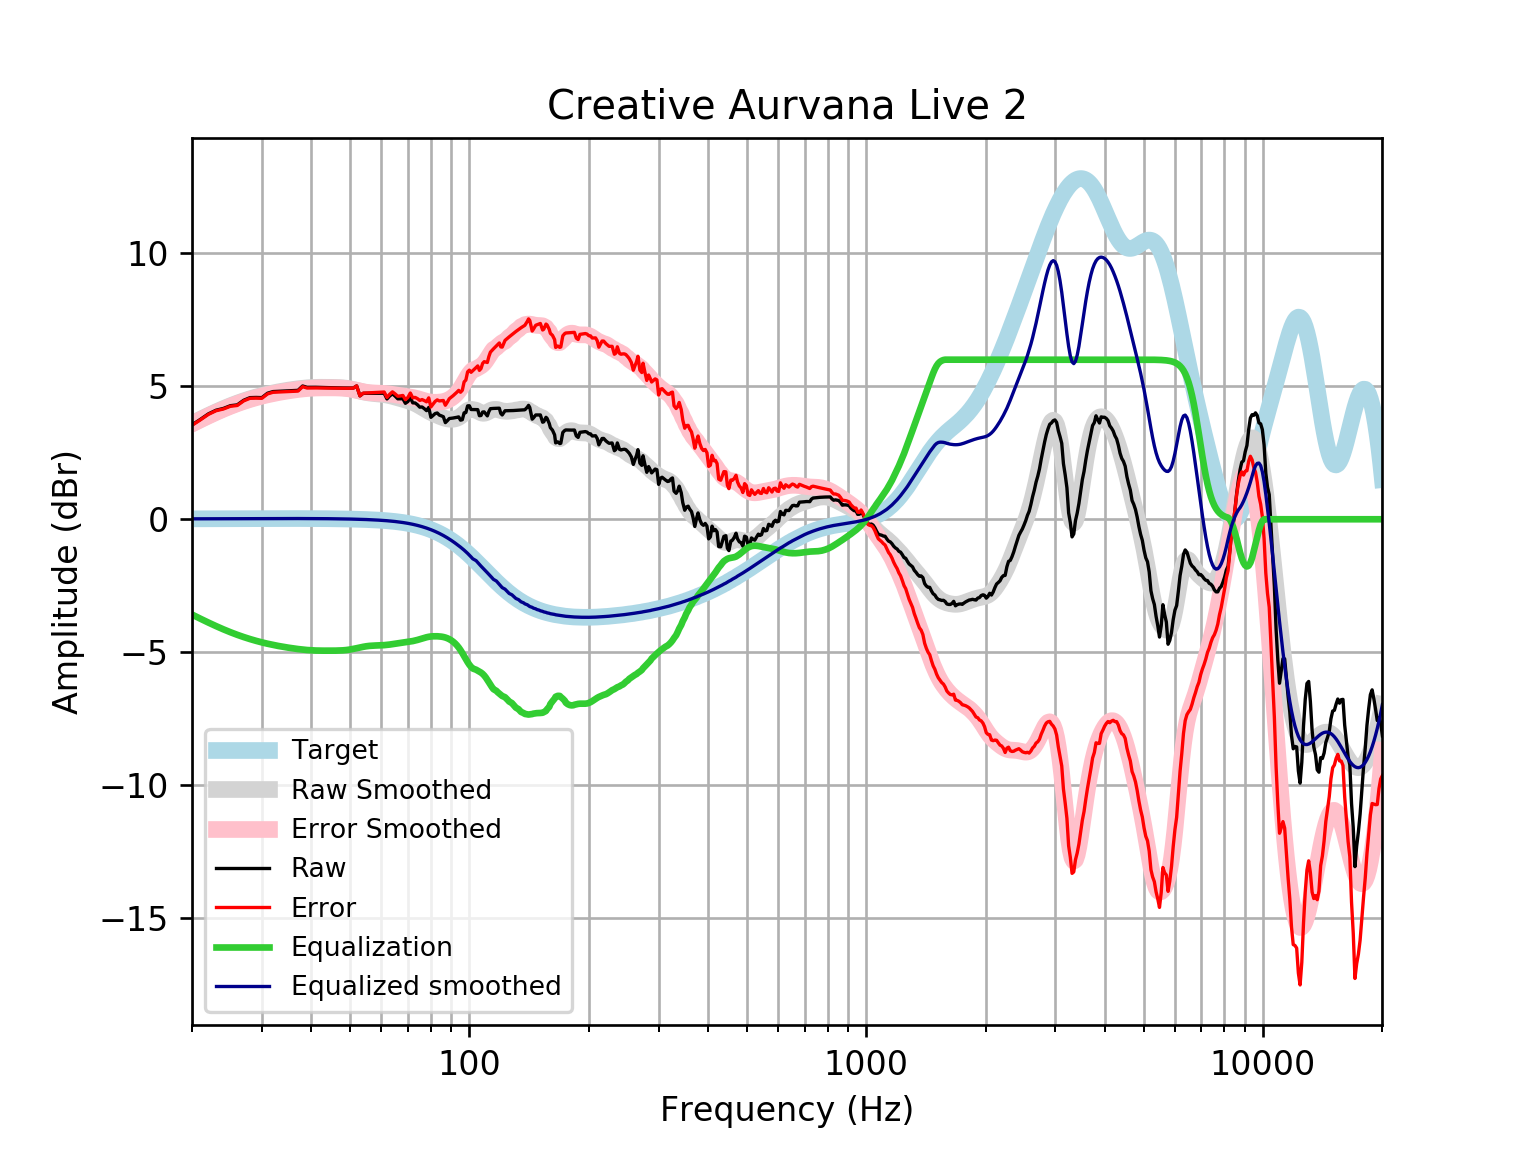 Creative Aurvana Live 2
Amplitude (dBr)
10
5
0
−5
−10
−15
Target
Raw Smoothed
Error Smoothed
Raw
Error
Equalization
Equalized smoothed
100
1000
10000
Frequency (Hz)